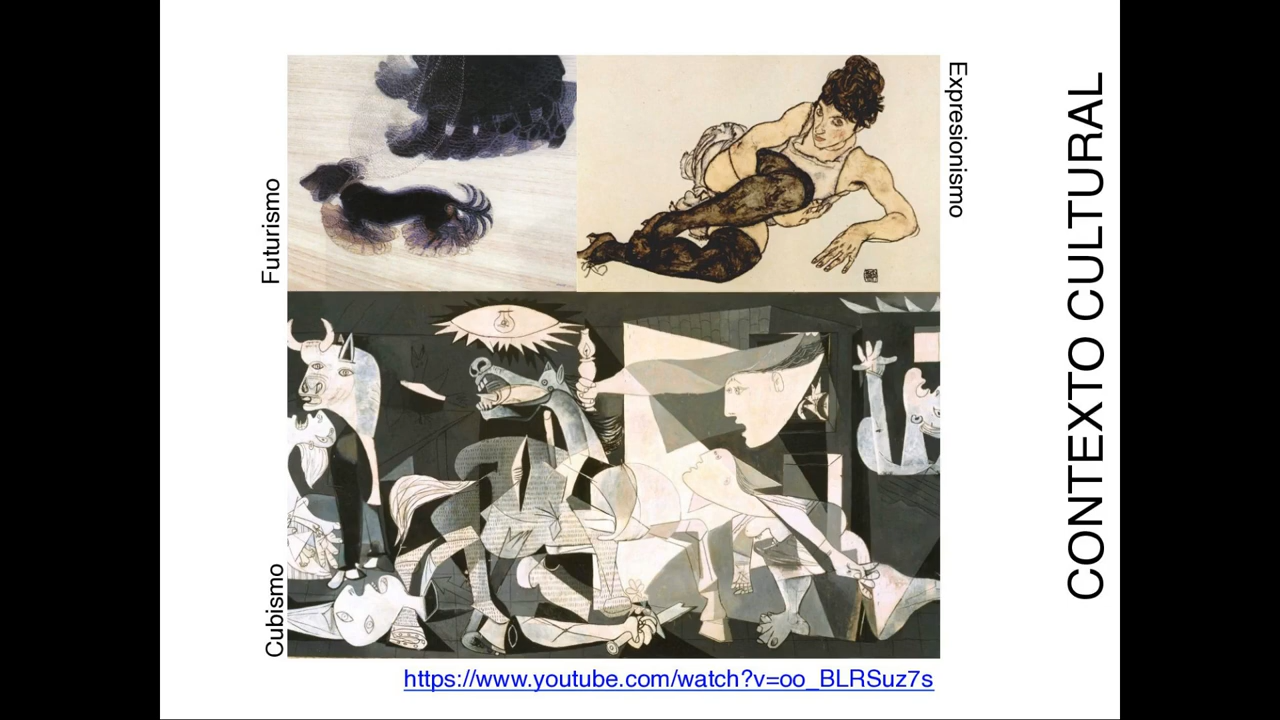 CONTEXTO CULTURAL
Futurismo
Expresionismo
Cubismo
https://www.youtube.com/watch?v=oo_BLRSuz7s